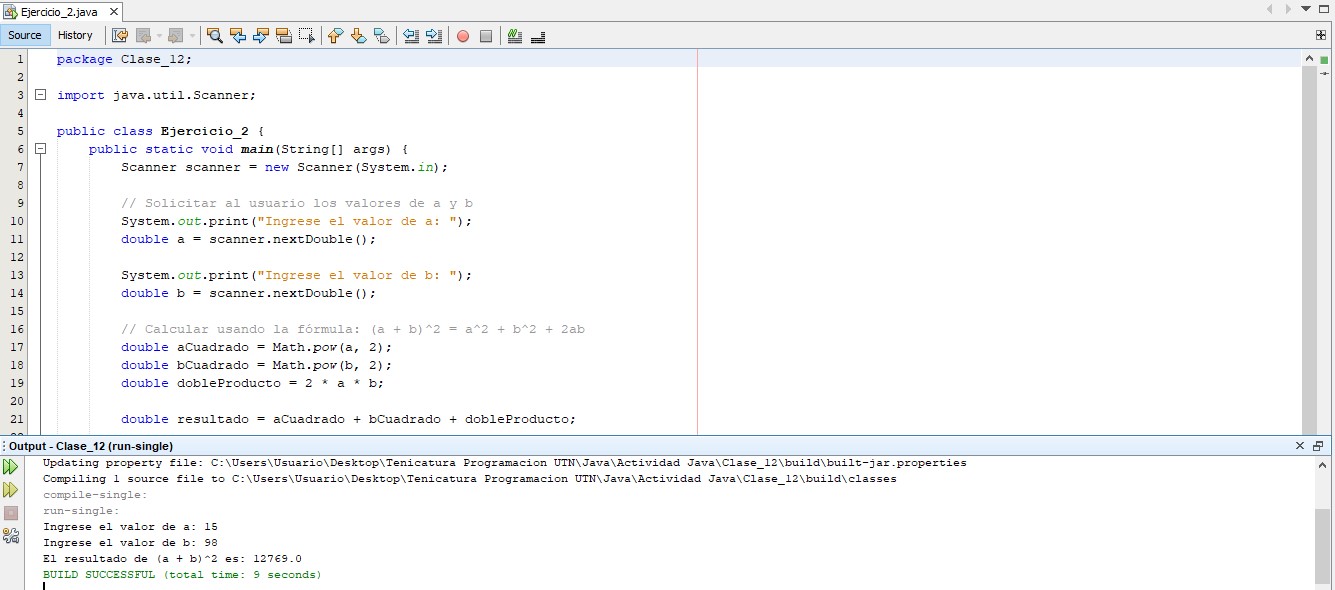 Ejercicio_2.java
Source History
1 package Clase_12;
2
3 import java.util.Scanner;
4
5 public class Ejercicio_2 {
6 public static void main(String[] args) {
7 Scanner scanner = new Scanner(System.in);
8
9 // Solicitar al usuario los valores de a y b
10 System.out.print("Ingrese el valor de a: ");
11 double a = scanner.nextDouble();
12
13 System.out.print("Ingrese el valor de b: ");
14 double b = scanner.nextDouble();
15
16 // Calcular usando la fórmula: (a + b)^2 = a^2 + b^2 + 2ab
17 double aCuadrado = Math.pow(a, 2);
18 double bCuadrado = Math.pow(b, 2);
19 double dobleProducto = 2 * a * b;
20
21 double resultado = aCuadrado + bCuadrado + dobleProducto;
Output - Clase_12 (run-single)
Updating property file: C:\Users\Usuario\Desktop\Tenicatura Programacion UTN\Java\Actividad Java\Clase_12\build\built-jar.properties
Compiling 1 source file to C:\Users\Usuario\Desktop\Tenicatura Programacion UTN\Java\Actividad Java\Clase_12\build\classes
compile-single:
run-single:
Ingrese el valor de a: 15
Ingrese el valor de b: 98
El resultado de (a + b)^2 es: 12769.0
BUILD SUCCESSFUL (total time: 9 seconds)